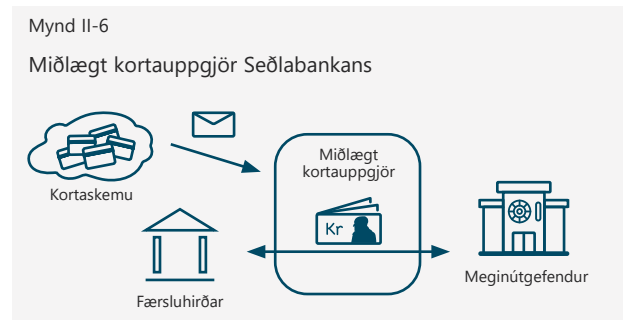 Mynd II-6
Miðlægt kortauppgjör Seðlabankans
Miðlægt
kortauppgjör
Kortaskemu
Kr
Meginútgefendur
Færsluhirðar